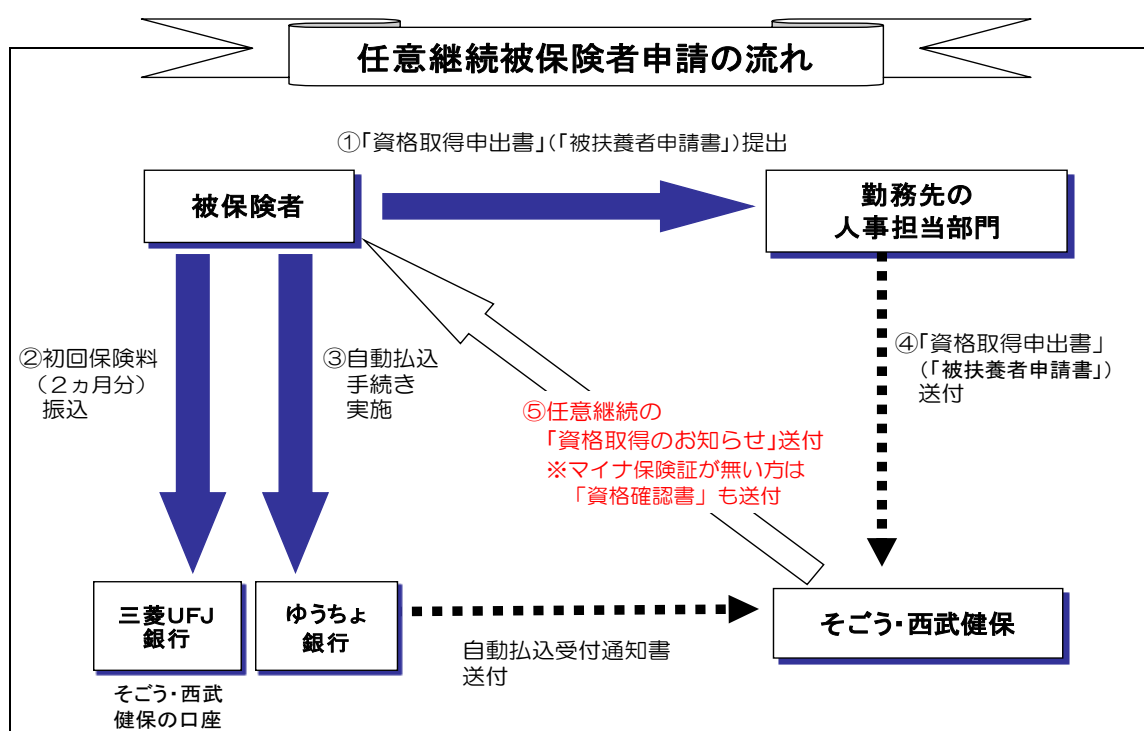 任意継続被保険者申請の流れ
①「資格取得申出書」(「被扶養者申請書」)提出
被保険者
勤務先の
人事担当部門
②初回保険料
（２ヵ月分）
振込
③自動払込
手続き
実施
④「資格取得申出書」
(「被扶養者申請書」)
送付
⑤任意継続の
「資格取得のお知らせ」送付
※マイナ保険証が無い方は
「資格確認書」も送付
三菱UFJ
銀行
ゆうちょ
銀行
自動払込受付通知書
送付
そごう・西武健保
そごう・西武
健保の口座